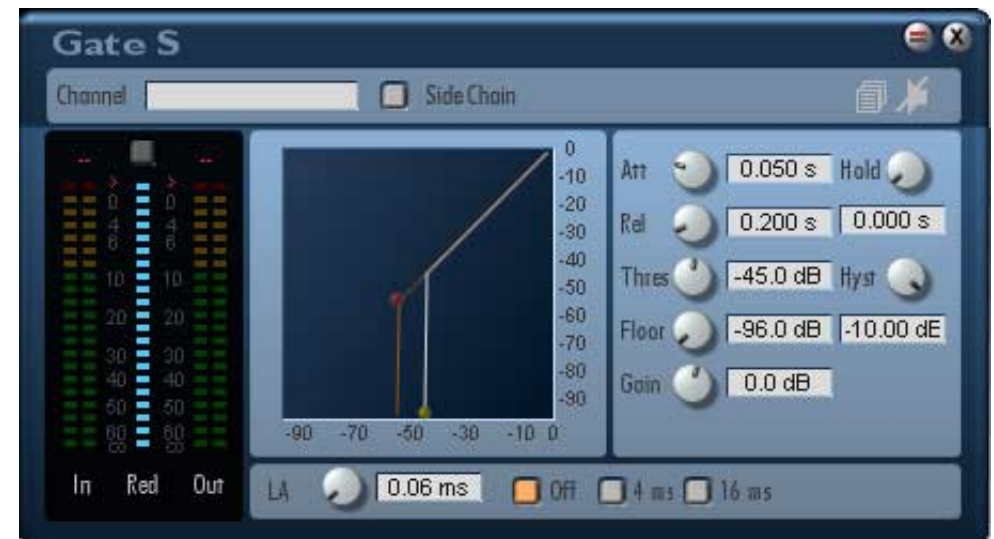 Gate S
Channel
Side Chain
-- --
> >
0 0
4 4
6 6
10 10
20 20
30 30
40 40
50 50
60 60
∞ ∞
In Red Out
0
-10
-20
-30
-40
-50
-60
-70
-80
-90
-90 -70 -50 -30 -10 0
Att 0.050 s Hold
Rel 0.200 s 0.000 s
Thres -45.0 dB Hyst
Floor -96.0 dB -10.00 dE
Gain 0.0 dB
LA 0.06 ms Off 4 ms 16 ms